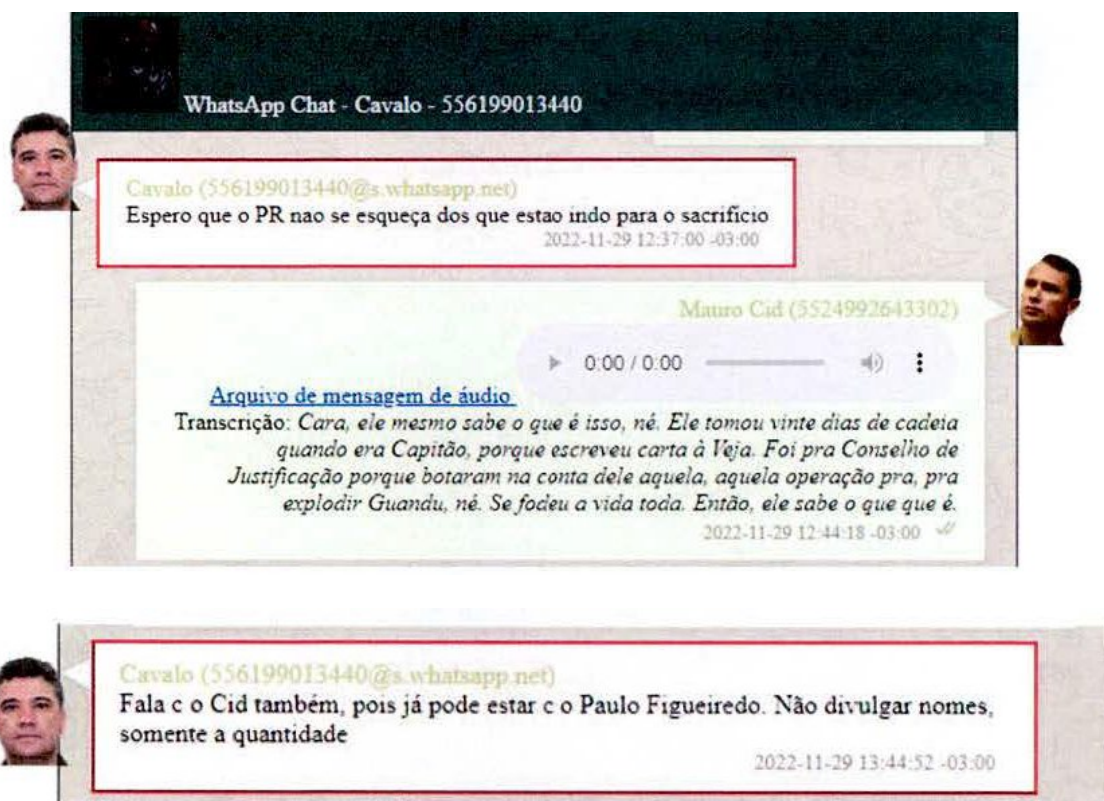 WhatsApp Chat - Cavalo - 556199013440
Cavalo (556199013440@s.whatsapp.net)
Espero que o PR nao se esqueça dos que estao indo para o sacrificio
2022-11-29 12:37:00 -03:00
Mauro Cid (5524992643302)
0:00 / 0:00
Arquivo de mensagem de áudio
Transcrição: Cara, ele mesmo sabe o que é isso, né. Ele tomou vinte dias de cadeia
quando era Capitão, porque escreveu carta à Veja. Foi pra Conselho de
Justificação porque botaram na conta dele aquela, aquela operação pra, pra
explodir Guandu, né. Se fodeu a vida toda. Então, ele sabe o que que é.
2022-11-29 12:44:18 -03:00
Cavalo (556199013440@s.whatsapp.net)
Fala c o Cid também, pois já pode estar c o Paulo Figueiredo. Não divulgar nomes,
somente a quantidade
2022-11-29 13:44:52 -03:00